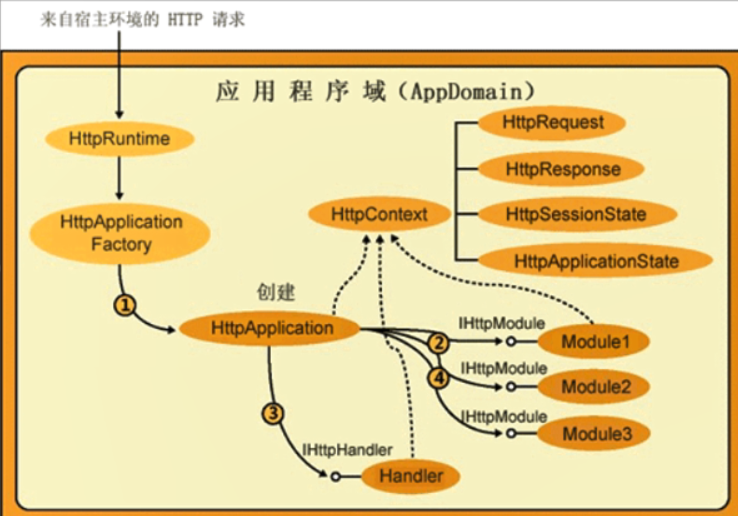 来自宿主环境的 HTTP 请求
应 用 程 序 域（AppDomain）
HttpRuntime
HttpApplication
Factory
HttpContext
HttpRequest
HttpResponse
HttpSessionState
HttpApplicationState
①
创建
HttpApplication
②
④
③
IHttpModule
Module1
IHttpModule
Module2
IHttpModule
Module3
IHttpHandler
Handler